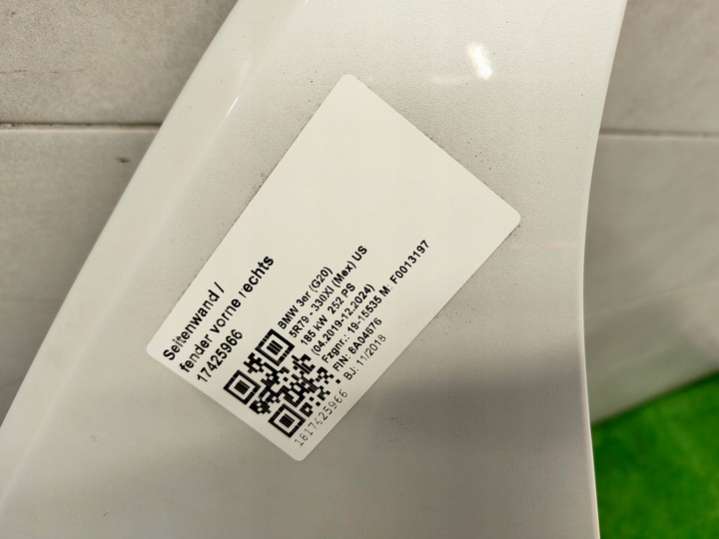 Seitenwand /
fender vorne rechts
17425966
BMW 3er (G20)
5R79 - 330XI (Mex) US
185 kW 252 PS
(04.2019-12.2024)
Fzgnr.: 19-15535 M: F0013197
FIN: 8A04676
BJ: 11/2018